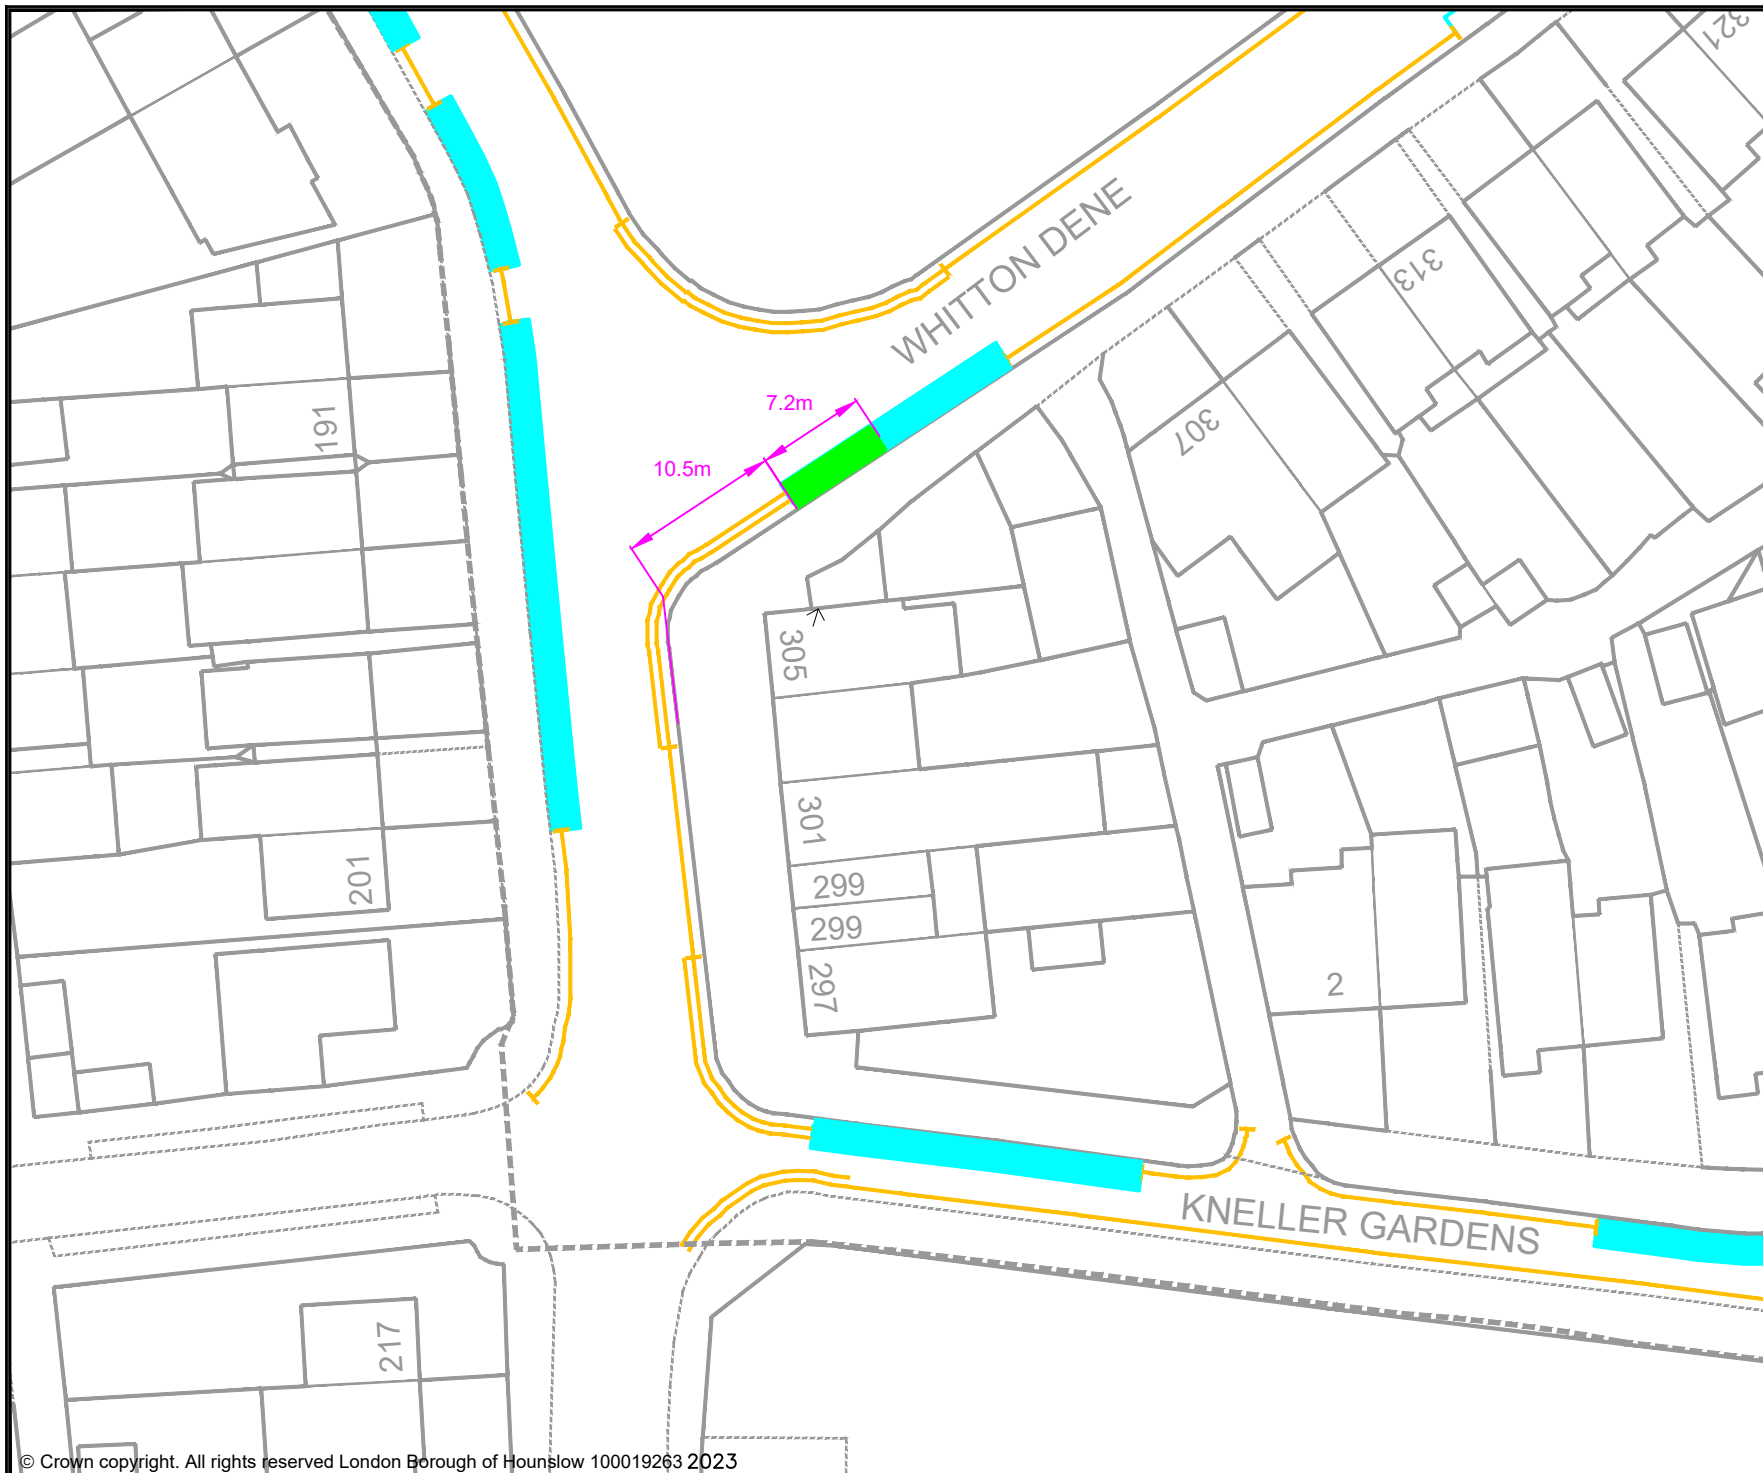 321
WHITTON DENE
313
7.2m
191
307
10.5m
305
301
299
201
299
297
2
KNELLER GARDENS
217
© Crown copyright. All rights reserved London Borough of Hounslow 100019263 2023